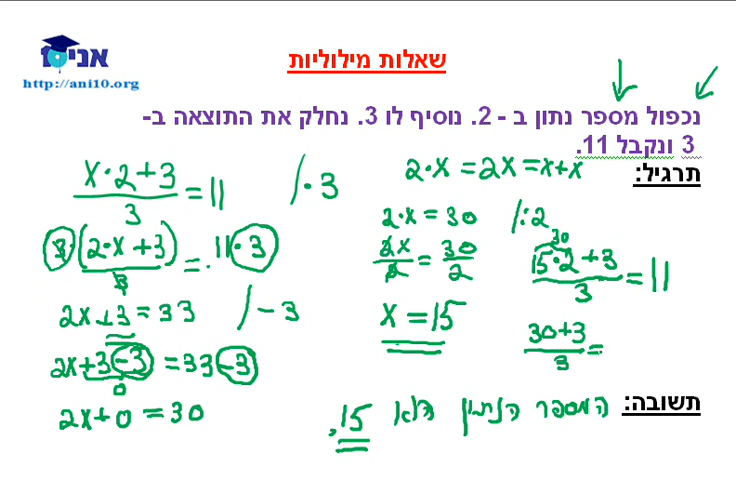 אני10
http://ani10.org
שאלות מילוליות
נכפול מספר נתון ב - 2. נוסיף לו 3. נחלק את התוצאה ב-
3 ונקבל 11.
תרגיל:
(x·2+3)/3 = 11 /·3
3·(2·x+3)/3 = 11·3
2x+3 = 33 /-3
2x+3-3 = 33-3
0
2x+0 = 30
2·x = 2x = x+x
2·x = 30 /:2
2x/2 = 30/2
x = 15
30
(15·2+3)/3 = 11
(30+3)/3 =
תשובה: המספר הנתון הוא 15.